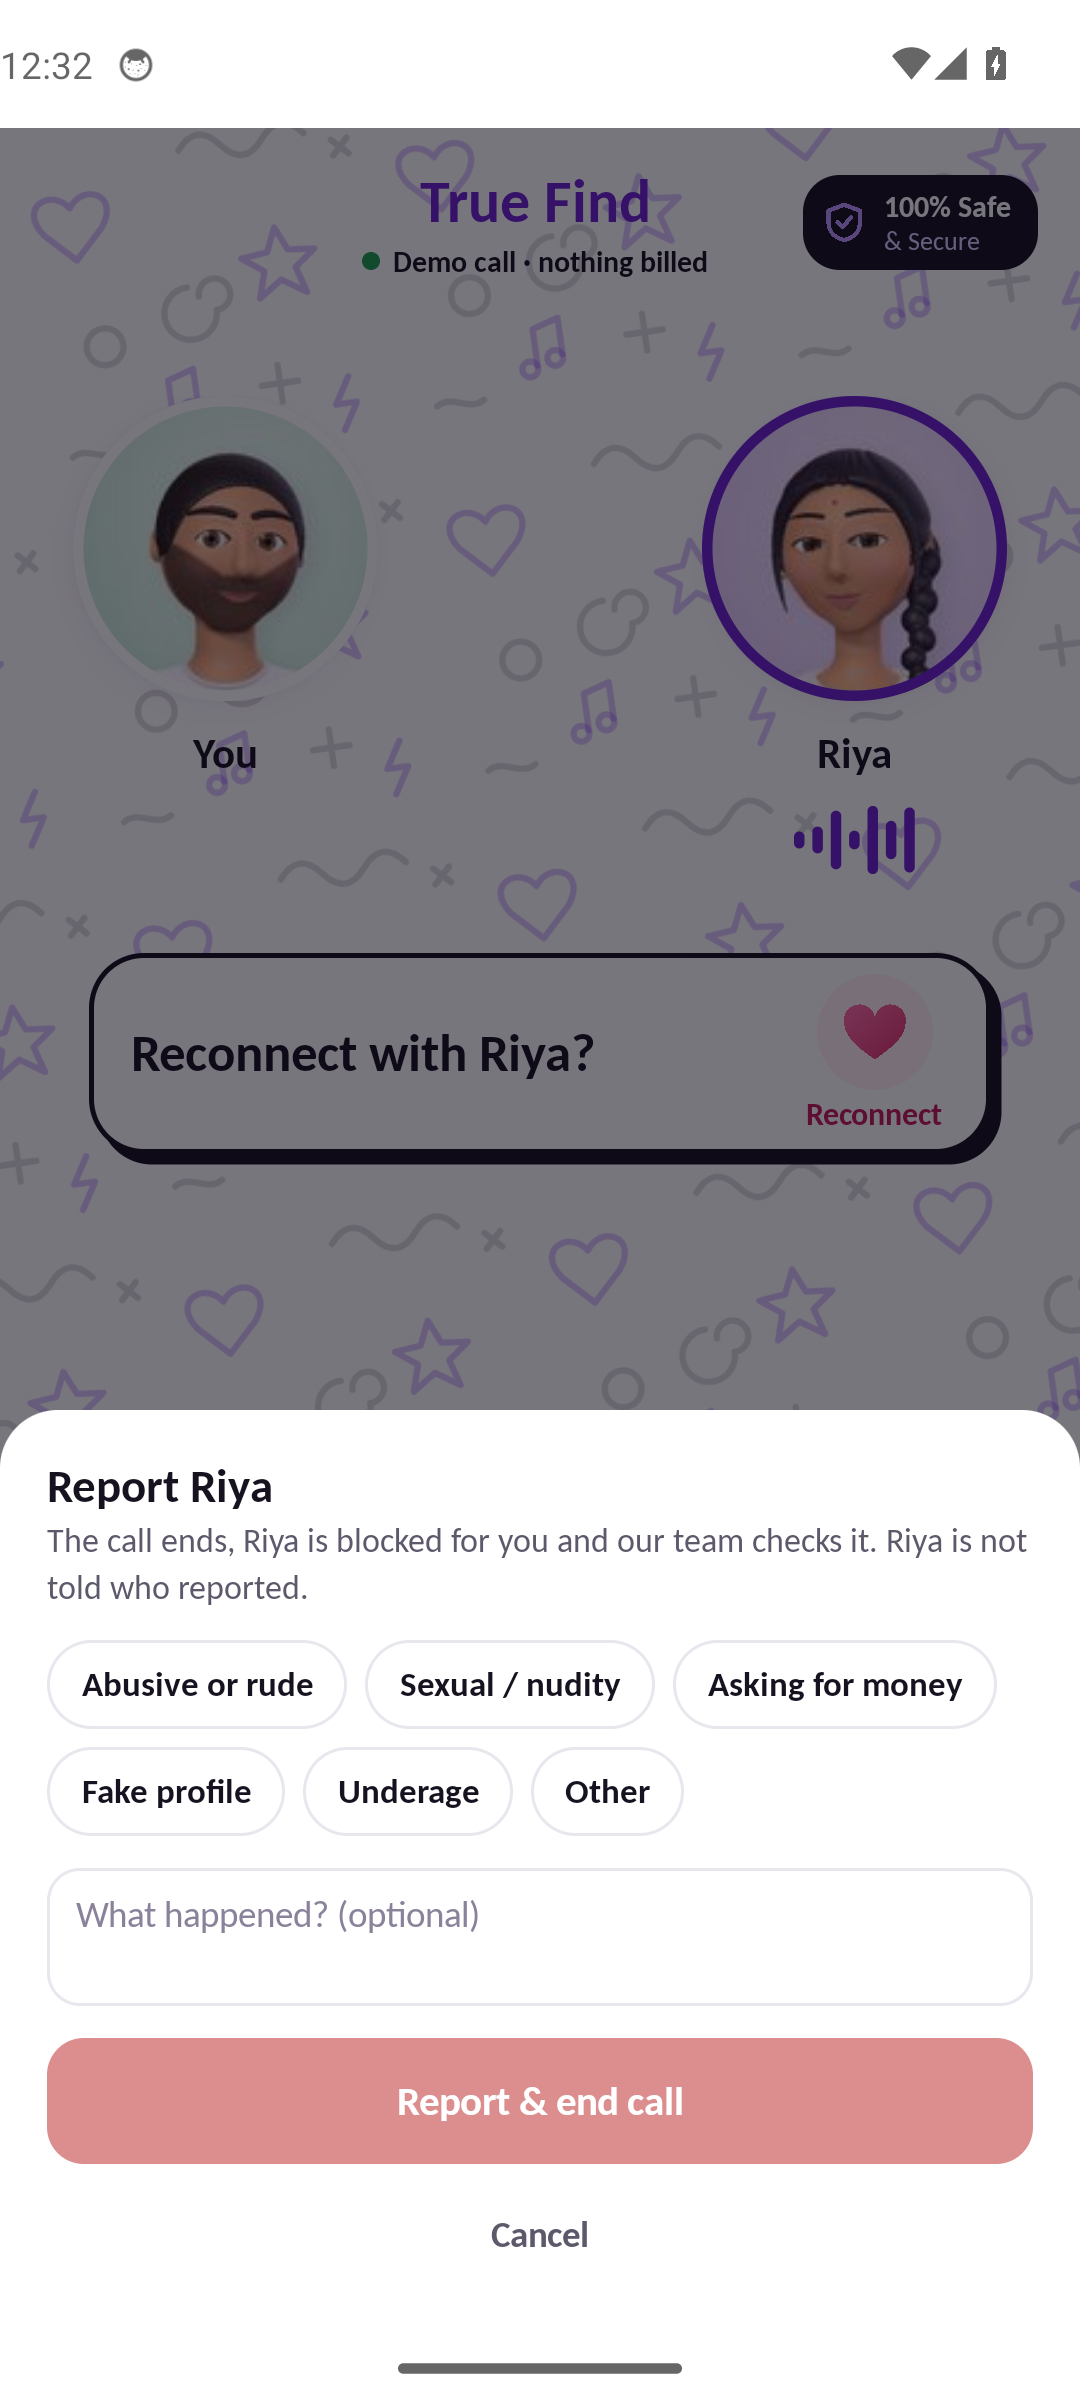 12:32
True Find
Demo call · nothing billed
100% Safe
& Secure
You
Riya
Reconnect with Riya?
Reconnect
Report Riya
The call ends, Riya is blocked for you and our team checks it. Riya is not
told who reported.
Abusive or rude
Sexual / nudity
Asking for money
Fake profile
Underage
Other
What happened? (optional)
Report & end call
Cancel